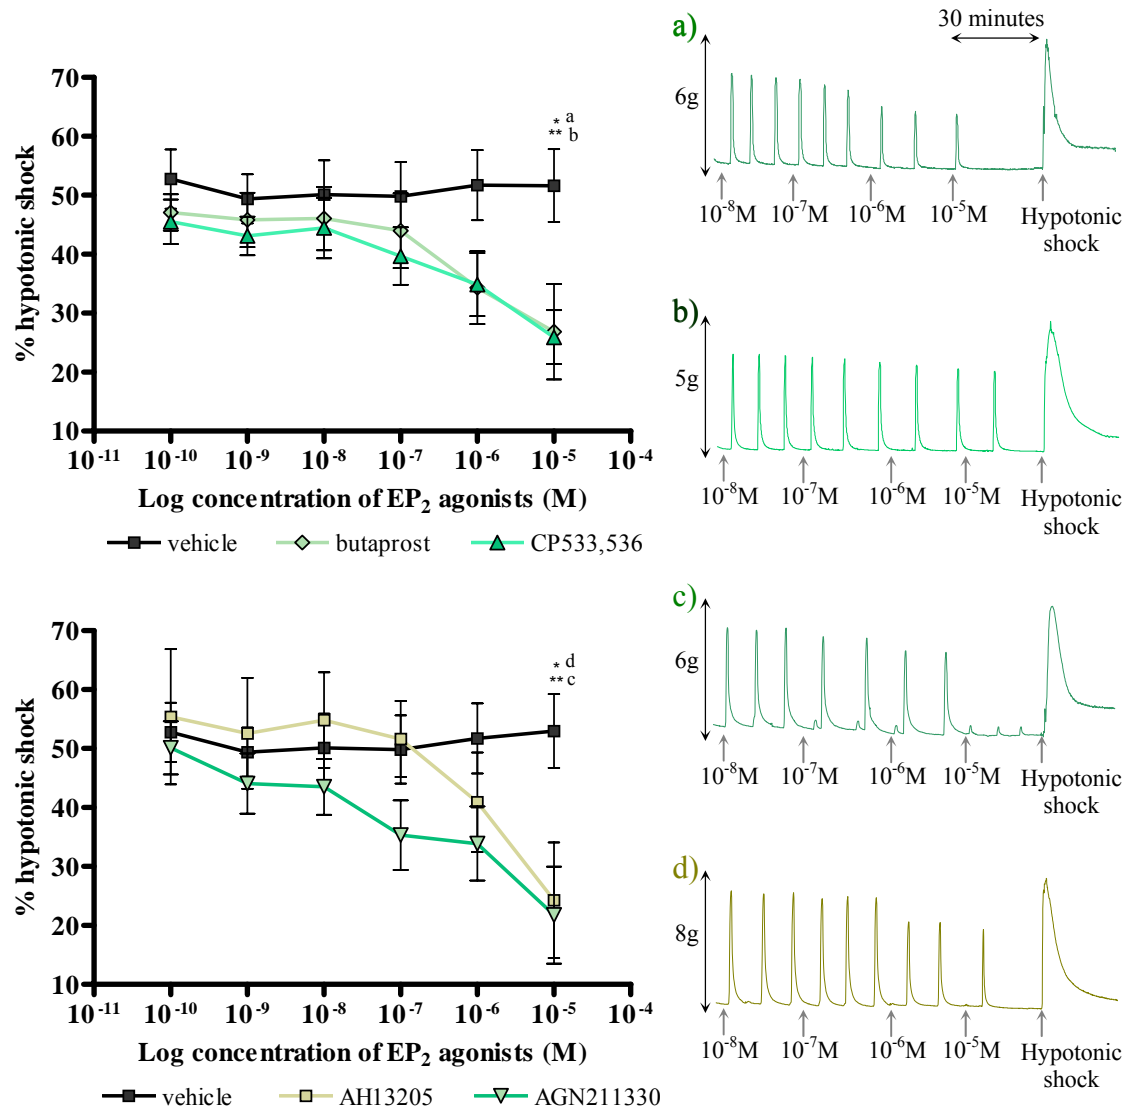 % hypotonic shock
70
60
50
40
30
20
10
* a
** b
10-11 10-10 10-9 10-8 10-7 10-6 10-5 10-4
Log concentration of EP2 agonists (M)
vehicle butaprost CP533,536
a)
30 minutes
6g
10-8M 10-7M 10-6M 10-5M Hypotonic
shock
b)
5g
10-8M 10-7M 10-6M 10-5M Hypotonic
shock
% hypotonic shock
70
60
50
40
30
20
10
* d
** c
10-11 10-10 10-9 10-8 10-7 10-6 10-5 10-4
Log concentration of EP2 agonists (M)
vehicle AH13205 AGN211330
c)
6g
10-8M 10-7M 10-6M 10-5M Hypotonic
shock
d)
8g
10-8M 10-7M 10-6M 10-5M Hypotonic
shock